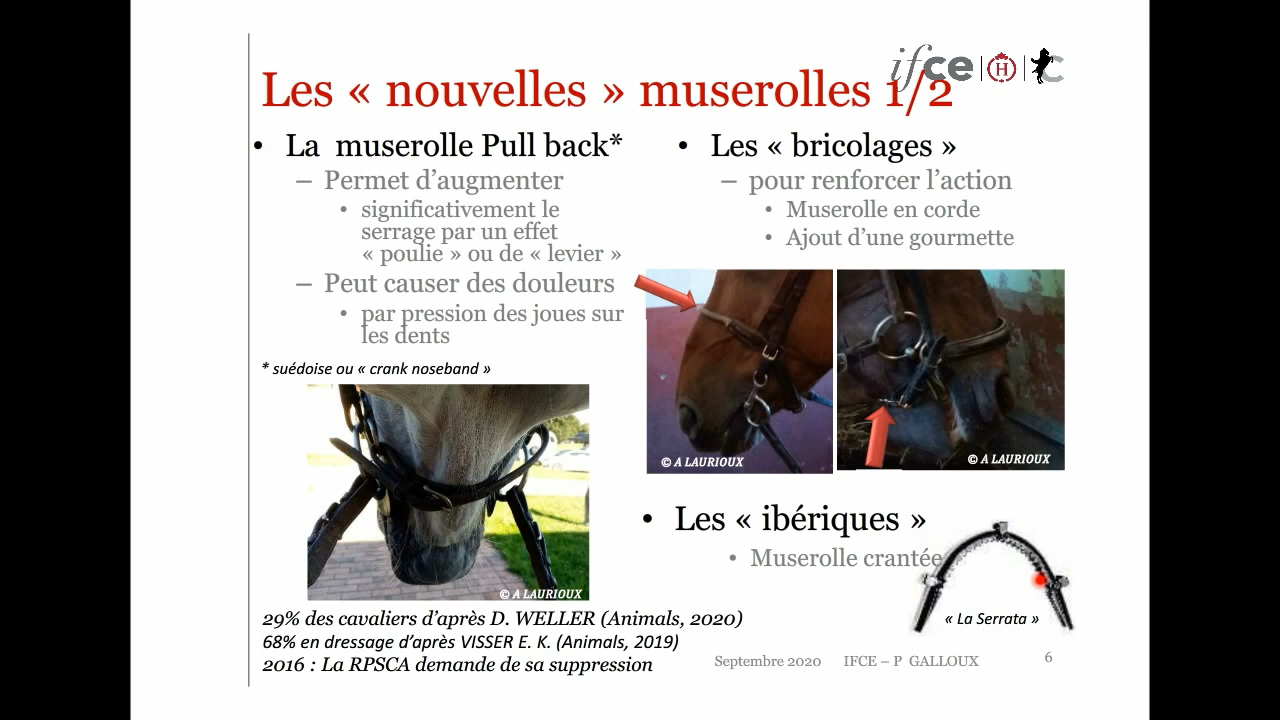 ifce
Les « nouvelles » muserolles 1/2
• La muserolle Pull back*
– Permet d’augmenter
• significativement le
serrage par un effet
« poulie » ou de « levier »
– Peut causer des douleurs
• par pression des joues sur
les dents
* suédoise ou « crank noseband »
© A LAURIOUX
29% des cavaliers d’après D. WELLER (Animals, 2020)
68% en dressage d’après VISSER E. K. (Animals, 2019)
2016 : La RPSCA demande de sa suppression
• Les « bricolages »
– pour renforcer l’action
• Muserolle en corde
• Ajout d’une gourmette
© A LAURIOUX
© A LAURIOUX
• Les « ibériques »
• Muserolle crantée
« La Serrata »
Septembre 2020 IFCE – P GALLOUX 6